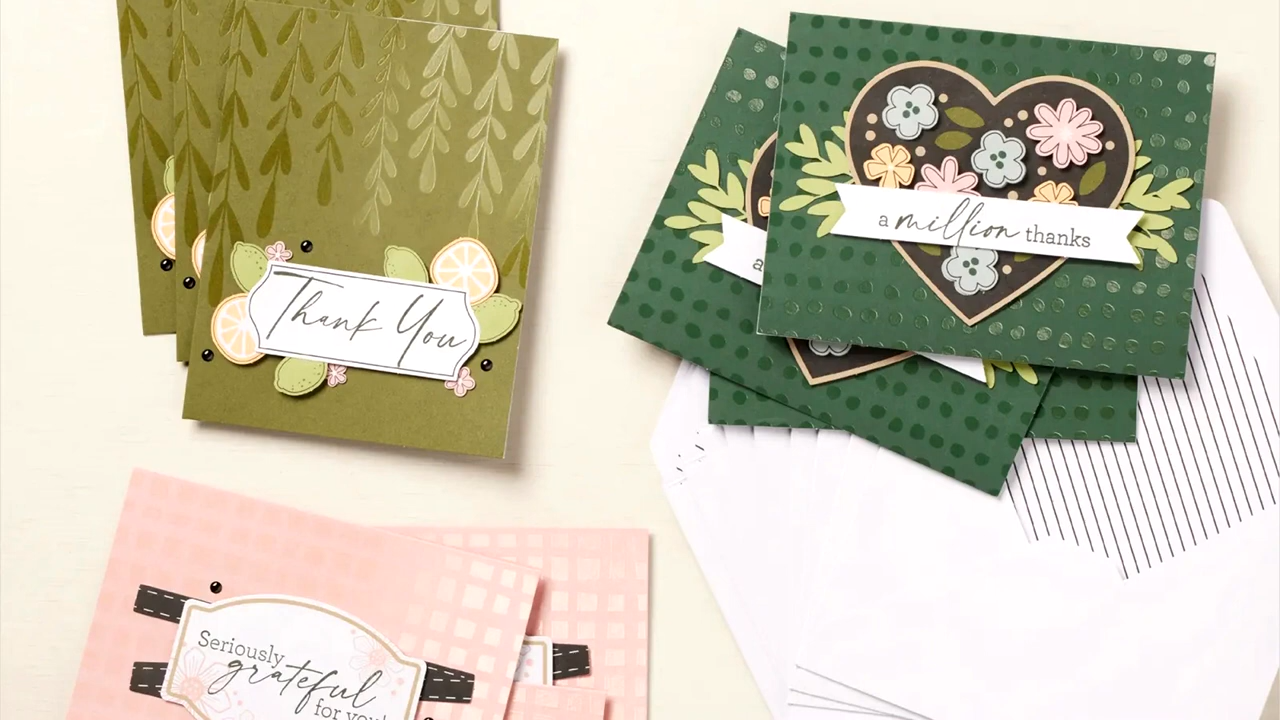 Thank You
a million thanks
a
Seriously
grateful
for you!